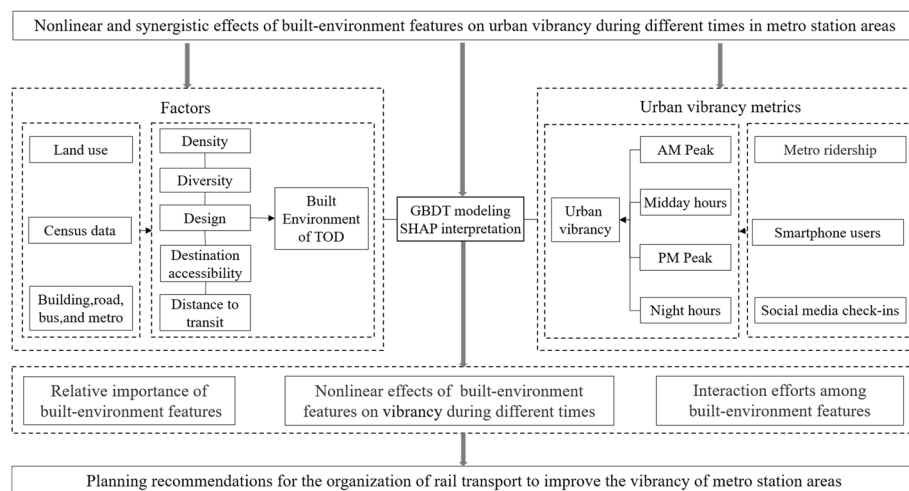 Nonlinear and synergistic effects of built-environment features on urban vibrancy during different times in metro station areas
Factors
Land use
Census data
Building,road,
bus,and metro
Density
Diversity
Design
Destination
accessibility
Distance to
transit
Built
Environment
of TOD
GBDT modeling
SHAP interpretation
Urban vibrancy metrics
Urban
vibrancy
AM Peak
Midday hours
PM Peak
Night hours
Metro ridership
Smartphone users
Social media check-ins
Relative importance of
built-environment features
Nonlinear effects of built-environment
features on vibrancy during different times
Interaction efforts among
built-environment features
Planning recommendations for the organization of rail transport to improve the vibrancy of metro station areas